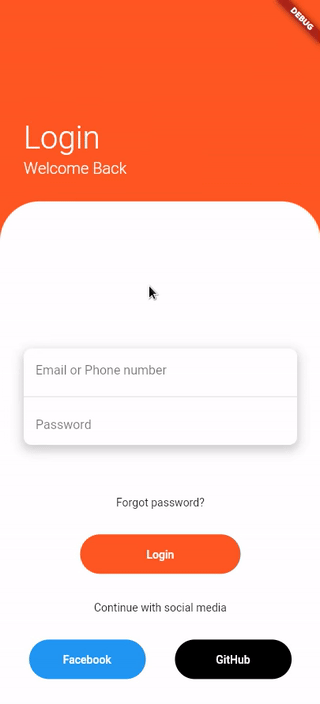 DEBUG
Login
Welcome Back
Email or Phone number
Password
Forgot password?
Login
Continue with social media
Facebook GitHub